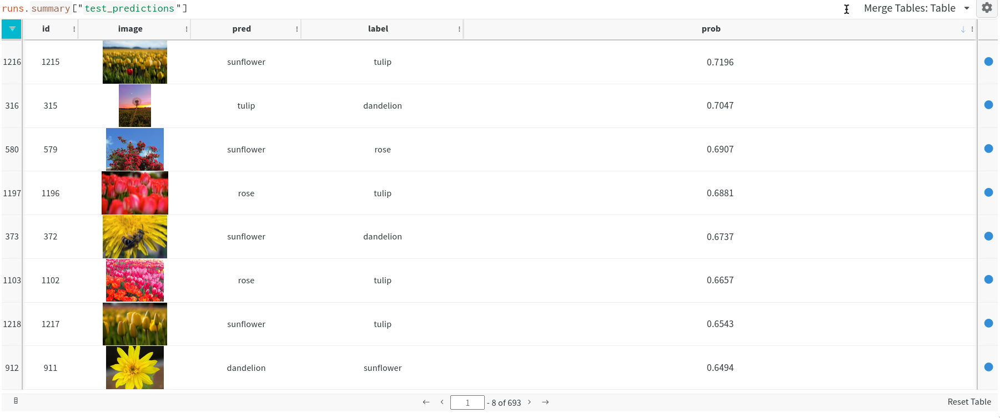 runs.summary["test_predictions"]
Merge Tables: Table
id image pred label prob
1216 1215 sunflower tulip 0.7196
316 315 tulip dandelion 0.7047
580 579 sunflower rose 0.6907
1197 1196 rose tulip 0.6881
373 372 sunflower dandelion 0.6737
1103 1102 rose tulip 0.6657
1218 1217 sunflower tulip 0.6543
912 911 dandelion sunflower 0.6494
1 - 8 of 693
Reset Table